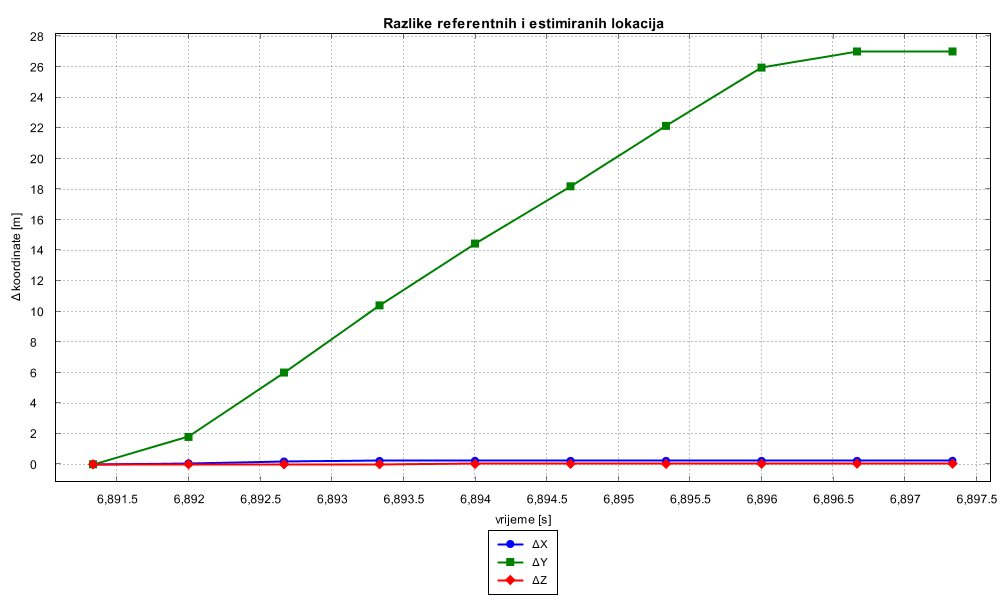 Razlike referentnih i estimiranih lokacija
28
26
24
22
20
18
16
14
12
10
8
6
4
2
0
Δ koordinate [m]
6,891.5 6,892 6,892.5 6,893 6,893.5 6,894 6,894.5 6,895 6,895.5 6,896 6,896.5 6,897 6,897.5
vrijeme [s]
ΔX
ΔY
ΔZ